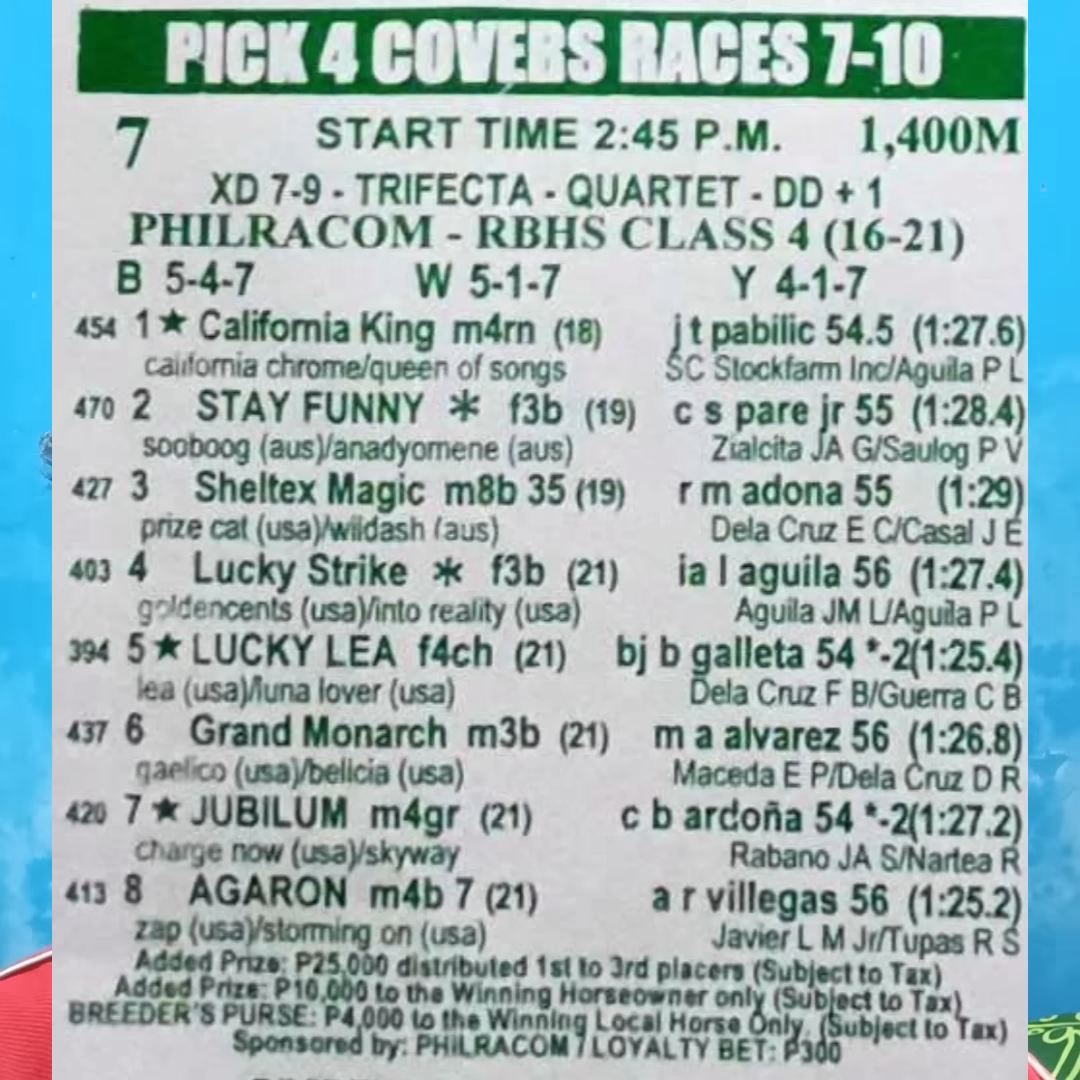 PICK 4 COVERS RACES 7-10
7 START TIME 2:45 P.M. 1,400M
XD 7-9 - TRIFECTA - QUARTET - DD + 1
PHILRACOM - RBHS CLASS 4 (16-21)
B 5-4-7 W 5-1-7 Y 4-1-7
454 1★ California King m4rn (18) j t pabilic 54.5 (1:27.6)
california chrome/queen of songs SC Stockfarm Inc/Aguila P L
470 2 STAY FUNNY * f3b (19) c s pare jr 55 (1:28.4)
sooboog (aus)/anadyomene (aus) Zialcita JA G/Saulog P V
427 3 Sheltex Magic m8b 35 (19) r m adona 55 (1:29)
prize cat (usa)/wildash (aus) Dela Cruz E C/Casal J E
403 4 Lucky Strike * f3b (21) ia l aguila 56 (1:27.4)
goldencents (usa)/into reality (usa) Aguila JM L/Aguila P L
394 5★ LUCKY LEA f4ch (21) bj b galleta 54 *-2(1:25.4)
lea (usa)/luna lover (usa) Dela Cruz F B/Guerra C B
437 6 Grand Monarch m3b (21) m a alvarez 56 (1:26.8)
gaelico (usa)/belicia (usa) Maceda E P/Dela Cruz D R
420 7★ JUBILUM m4gr (21) c b ardoña 54 *-2(1:27.2)
charge now (usa)/skyway Rabano JA S/Nartea R
413 8 AGARON m4b 7 (21) a r villegas 56 (1:25.2)
zap (usa)/storming on (usa) Javier L M Jr/Tupas R S
Added Prize: P25,000 distributed 1st to 3rd placers (Subject to Tax)
Added Prize: P10,000 to the Winning Horseowner only (Subject to Tax)
BREEDER'S PURSE: P4,000 to the Winning Local Horse Only. (Subject to Tax)
Sponsored by: PHILRACOM / LOYALTY BET: P300